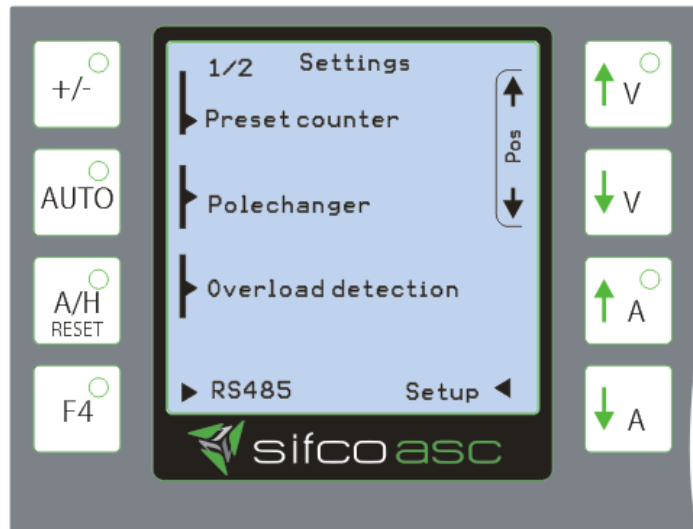 +/-
AUTO
A/H
RESET
F4
1/2 Settings
Preset counter
Pos
Polechanger
Overload detection
RS485 Setup
sifco asc
V
V
A
A